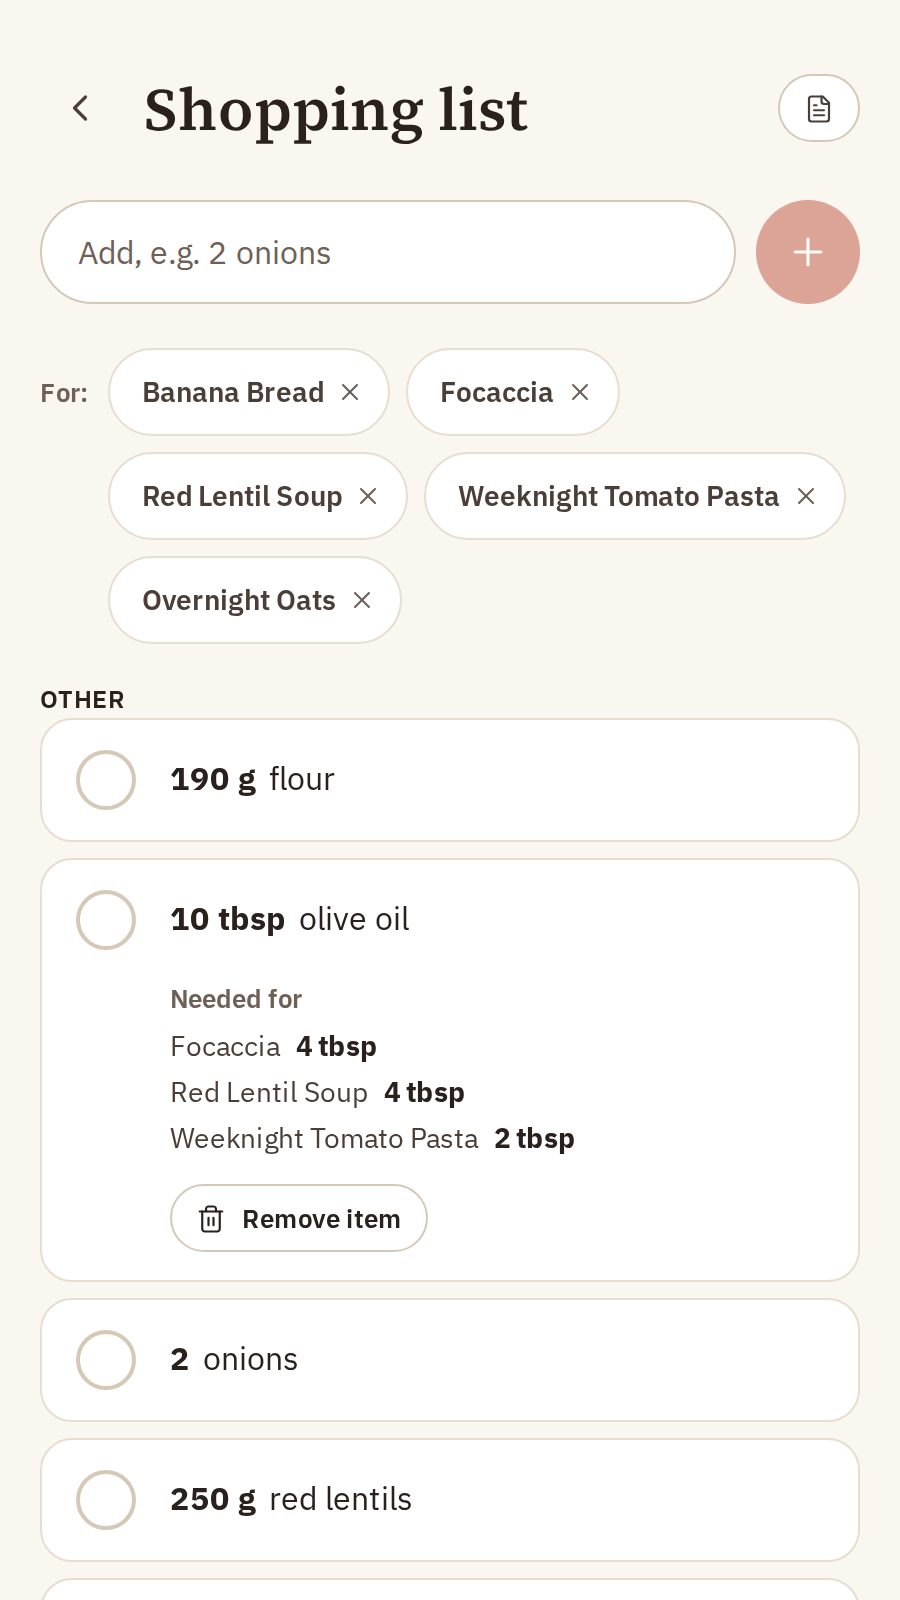 Shopping list
Add, e.g. 2 onions
For: Banana Bread Focaccia
Red Lentil Soup Weeknight Tomato Pasta
Overnight Oats
OTHER
190 g flour
10 tbsp olive oil
Needed for
Focaccia 4 tbsp
Red Lentil Soup 4 tbsp
Weeknight Tomato Pasta 2 tbsp
Remove item
2 onions
250 g red lentils